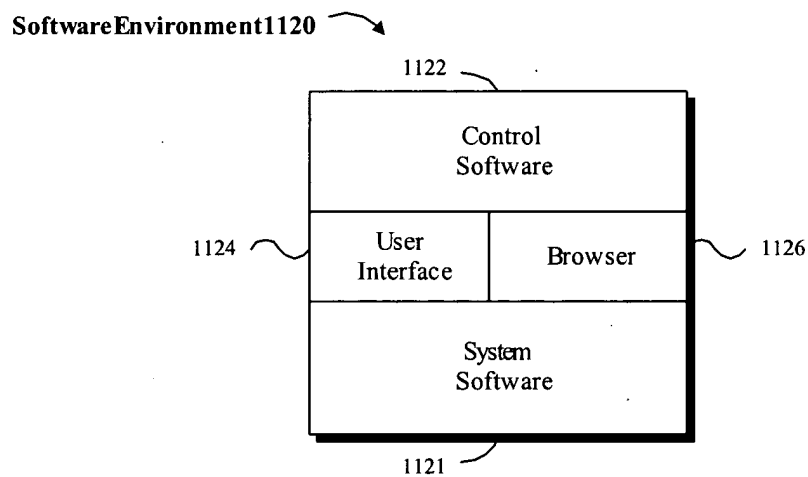 SoftwareEnvironment1120
1122
Control
Software
1124
User
Interface
Browser
1126
System
Software
1121